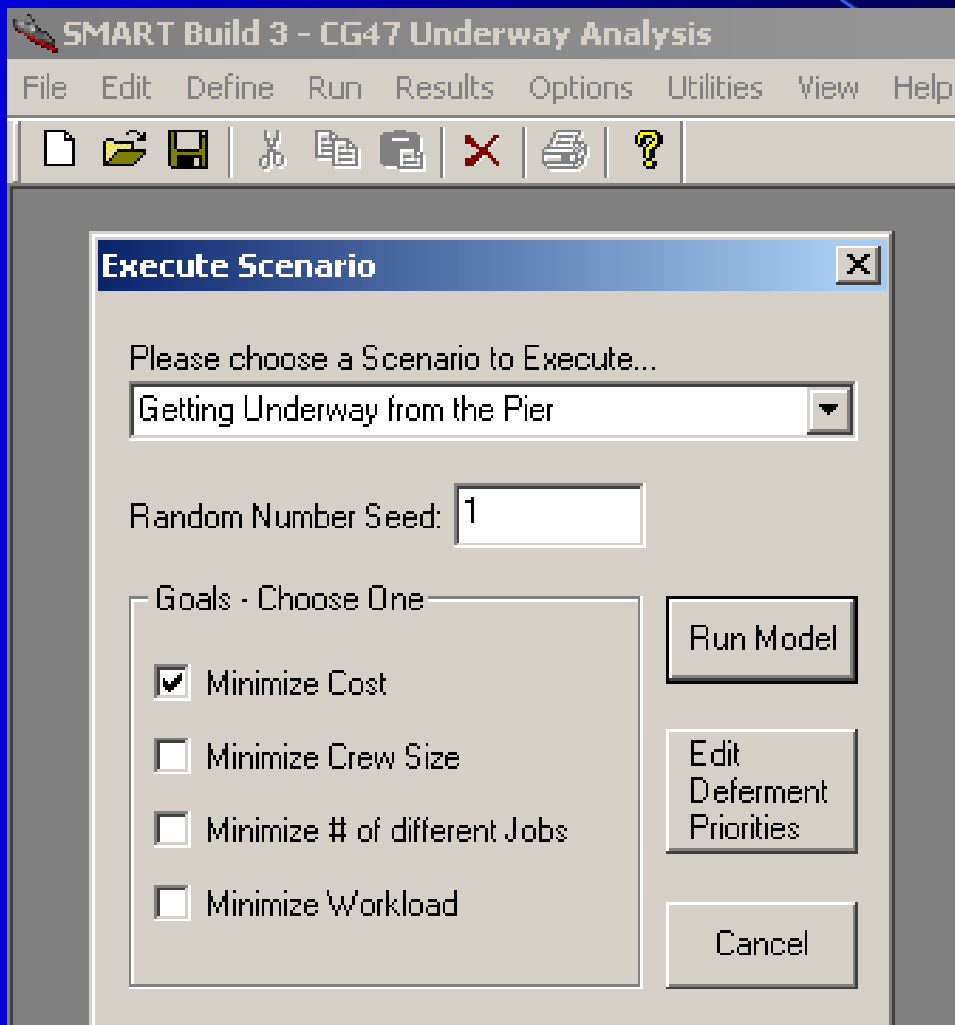 SMART Build 3 - CG47 Underway Analysis
File Edit Define Run Results Options Utilities View Help
Execute Scenario
Please choose a Scenario to Execute...
Getting Underway from the Pier
Random Number Seed: 1
Goals - Choose One
Minimize Cost
Minimize Crew Size
Minimize # of different Jobs
Minimize Workload
Run Model
Edit
Deferment
Priorities
Cancel